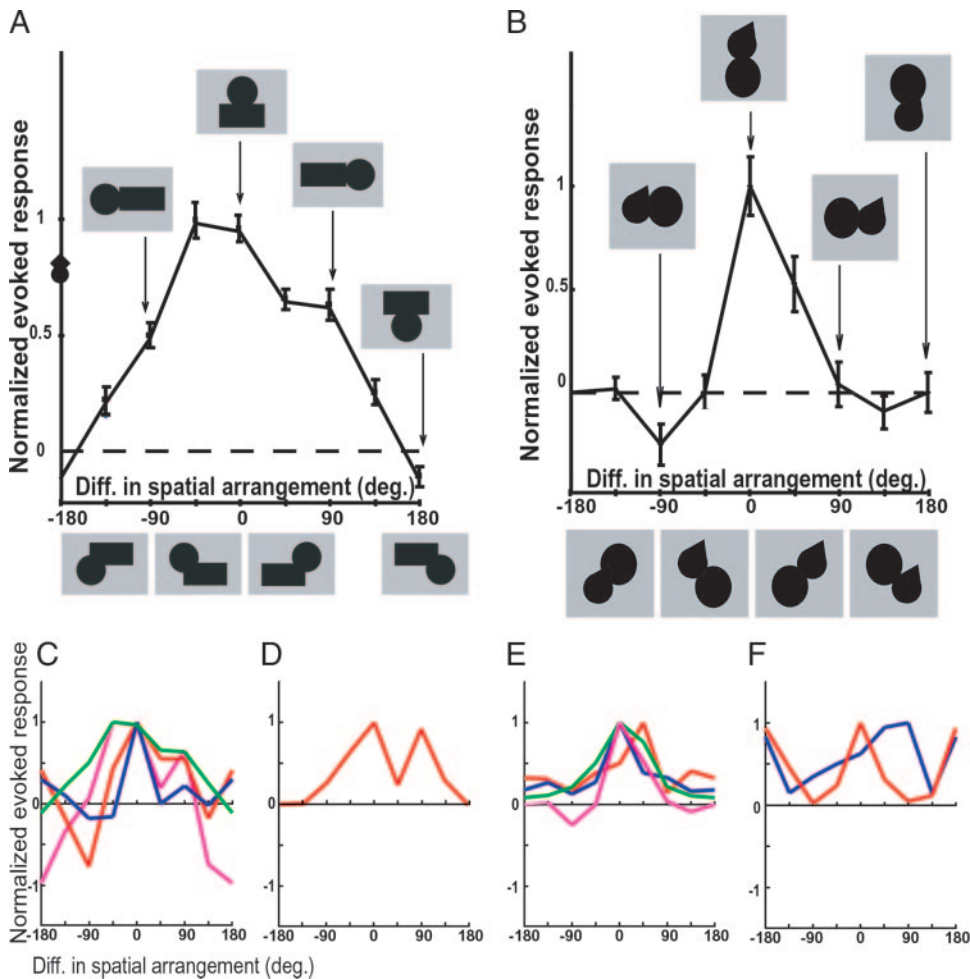 A
Normalized evoked response
1
0.5
0
Diff. in spatial arrangement (deg.)
-180 -90 0 90 180
B
Normalized evoked response
1
0
Diff. in spatial arrangement (deg.)
-180 -90 0 90 180
C D E F
Normalized evoked response
1 1 1 1
0 0 0 0
-1 -1 -1 -1
-180 -90 0 90 180 -180 -90 0 90 180 -180 -90 0 90 180 -180 -90 0 90 180
Diff. in spatial arrangement (deg.)